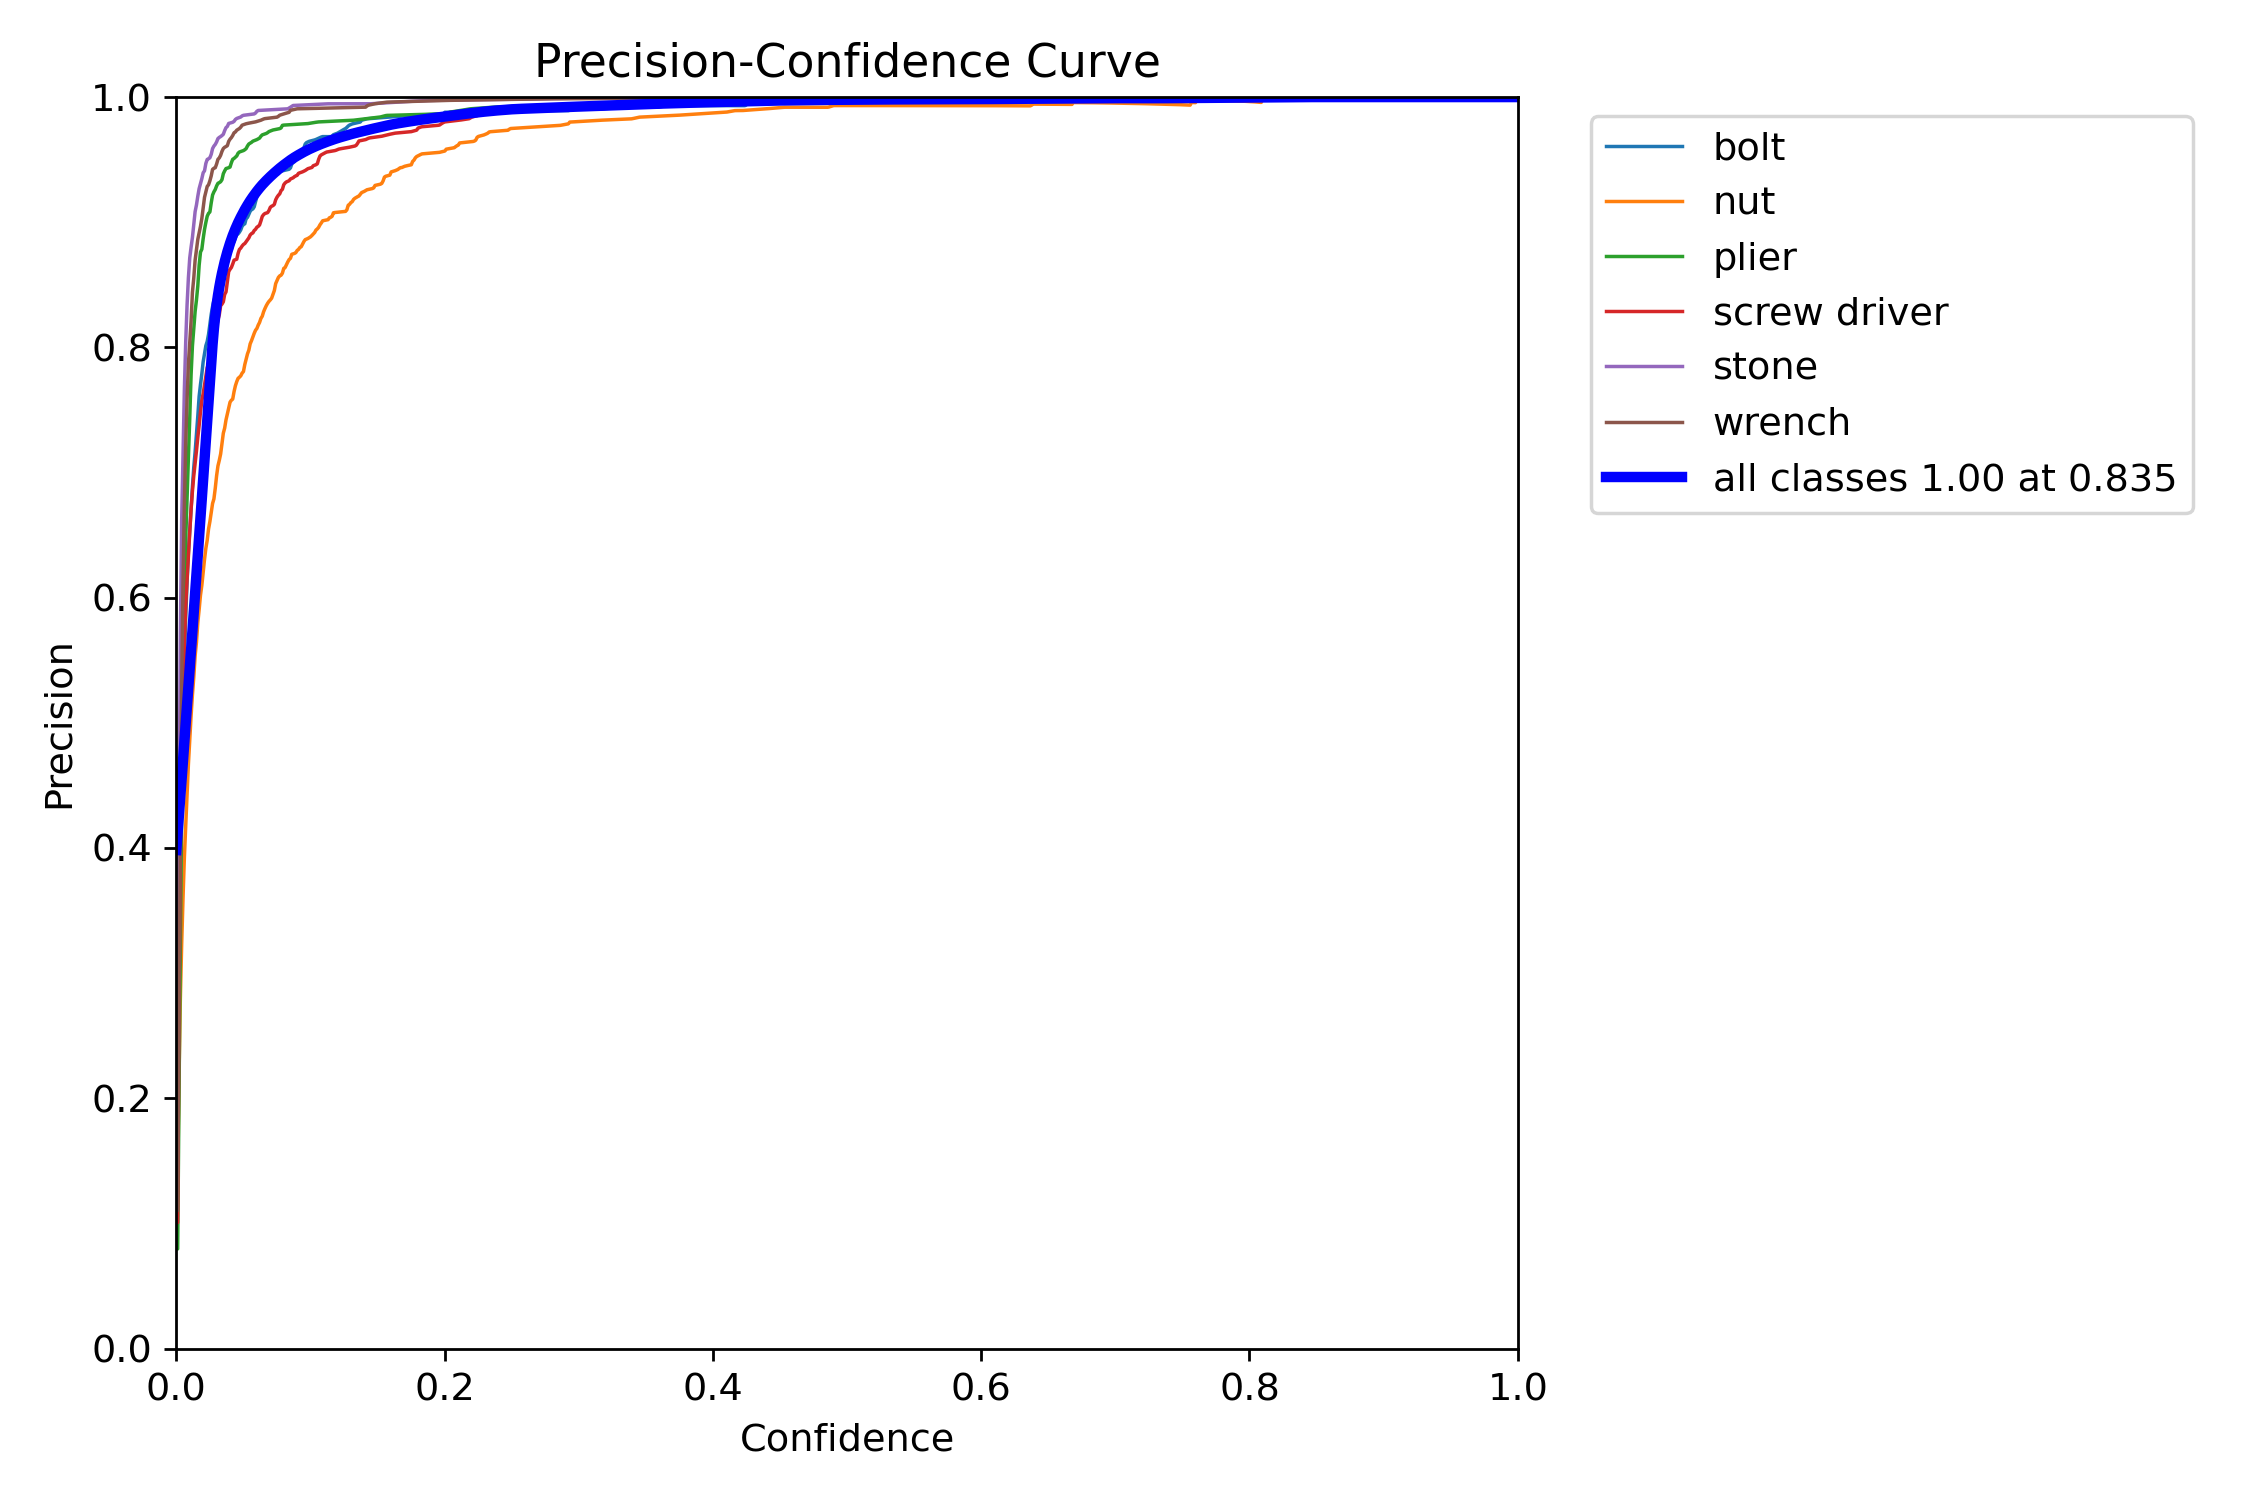 Precision-Confidence Curve
1.0
0.8
0.6
0.4
0.2
0.0
Precision
0.0 0.2 0.4 0.6 0.8 1.0
Confidence
bolt
nut
plier
screw driver
stone
wrench
all classes 1.00 at 0.835